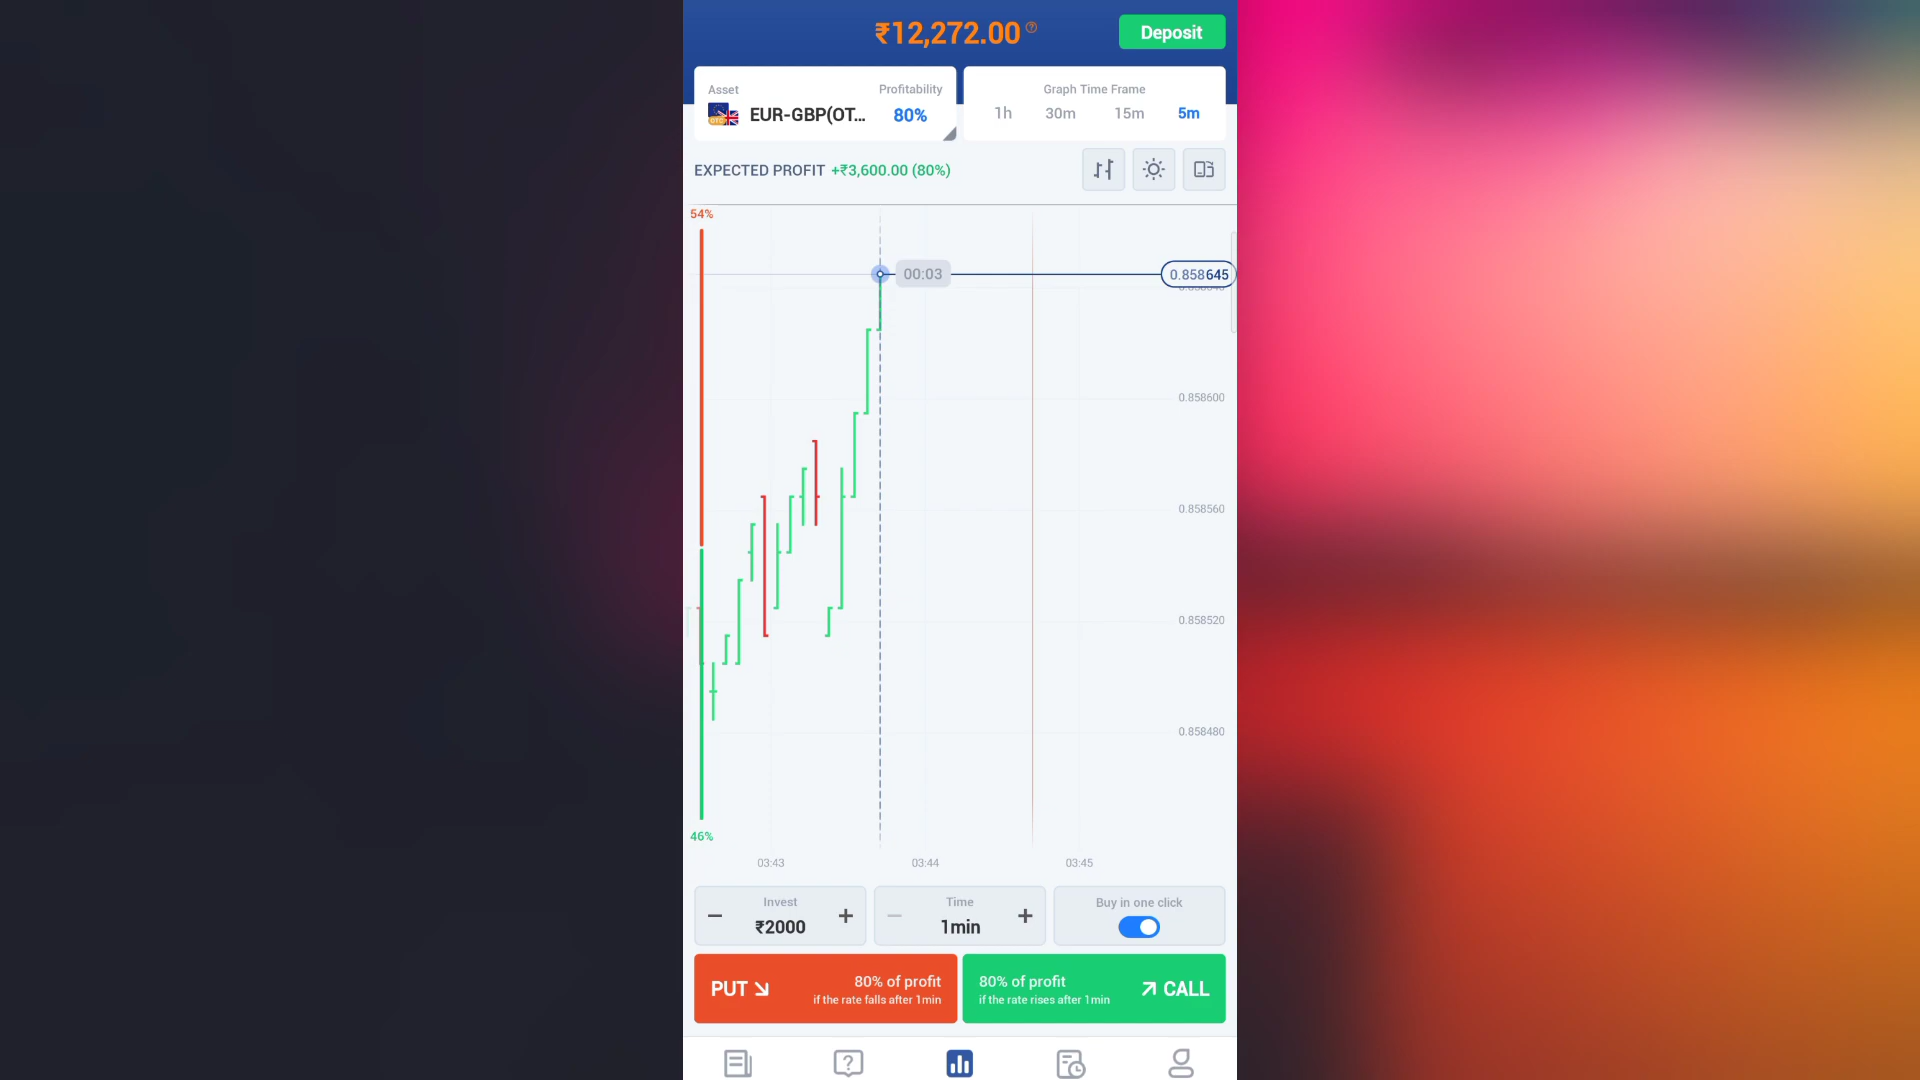 ₹12,272.00
Deposit
Asset
Profitability
EUR-GBP(OT...
80%
Graph Time Frame
1h 30m 15m 5m
EXPECTED PROFIT +₹3,600.00 (80%)
54%
00:03
0.858645
0.858600
0.858560
0.858520
0.858480
46%
03:43 03:44 03:45
Invest
− ₹2000 +
Time
− 1min +
Buy in one click
PUT
80% of profit
if the rate falls after 1min
80% of profit
if the rate rises after 1min
CALL